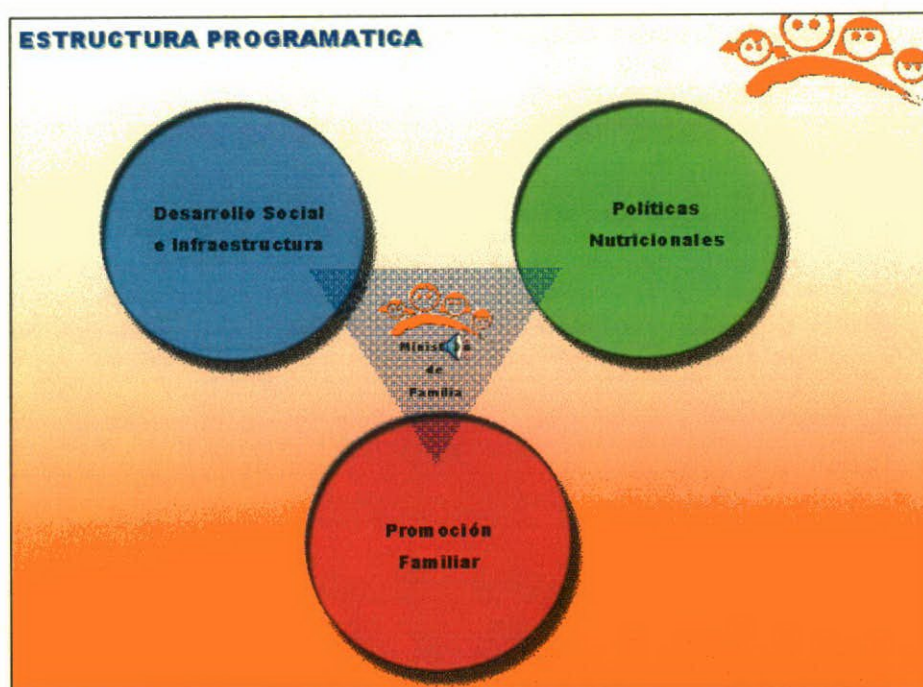 ESTRUCTURA PROGRAMATICA
Desarrollo Social
e Infraestructura
Políticas
Nutricionales
de
Familia
Promoción
Familiar